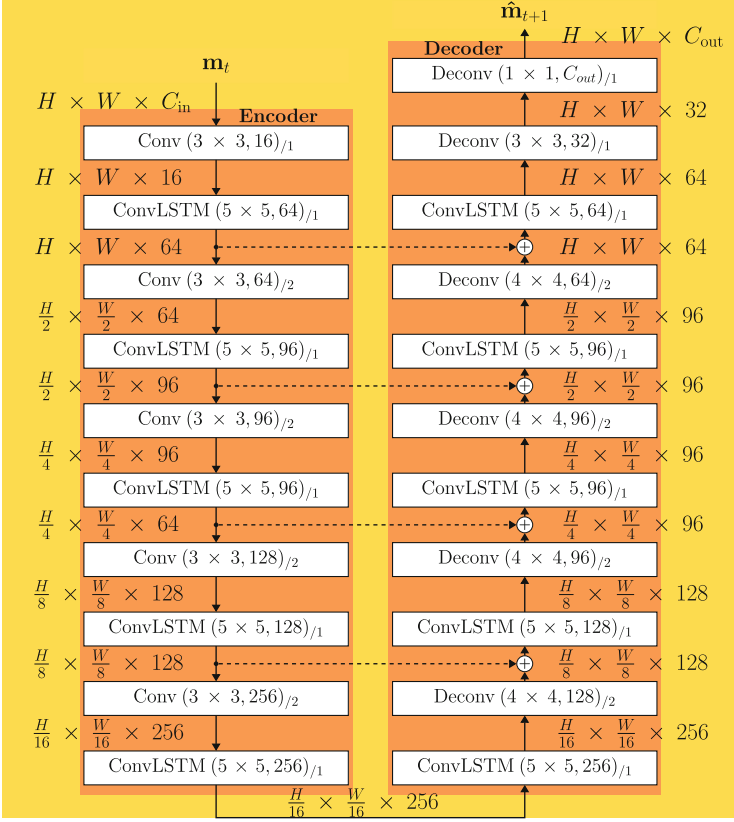 m_t
H × W × C_in
Encoder
Conv (3 × 3, 16)_/1
H × W × 16
ConvLSTM (5 × 5, 64)_/1
H × W × 64
Conv (3 × 3, 64)_/2
H/2 × W/2 × 64
ConvLSTM (5 × 5, 96)_/1
H/2 × W/2 × 96
Conv (3 × 3, 96)_/2
H/4 × W/4 × 96
ConvLSTM (5 × 5, 96)_/1
H/4 × W/4 × 64
Conv (3 × 3, 128)_/2
H/8 × W/8 × 128
ConvLSTM (5 × 5, 128)_/1
H/8 × W/8 × 128
Conv (3 × 3, 256)_/2
H/16 × W/16 × 256
ConvLSTM (5 × 5, 256)_/1
H/16 × W/16 × 256
m̂_t+1
H × W × C_out
Decoder
Deconv (1 × 1, C_out)_/1
H × W × 32
Deconv (3 × 3, 32)_/1
H × W × 64
ConvLSTM (5 × 5, 64)_/1
+ H × W × 64
Deconv (4 × 4, 64)_/2
H/2 × W/2 × 96
ConvLSTM (5 × 5, 96)_/1
+ H/2 × W/2 × 96
Deconv (4 × 4, 96)_/2
H/4 × W/4 × 96
ConvLSTM (5 × 5, 96)_/1
+ H/4 × W/4 × 96
Deconv (4 × 4, 96)_/2
H/8 × W/8 × 128
ConvLSTM (5 × 5, 128)_/1
+ H/8 × W/8 × 128
Deconv (4 × 4, 128)_/2
H/16 × W/16 × 256
ConvLSTM (5 × 5, 256)_/1